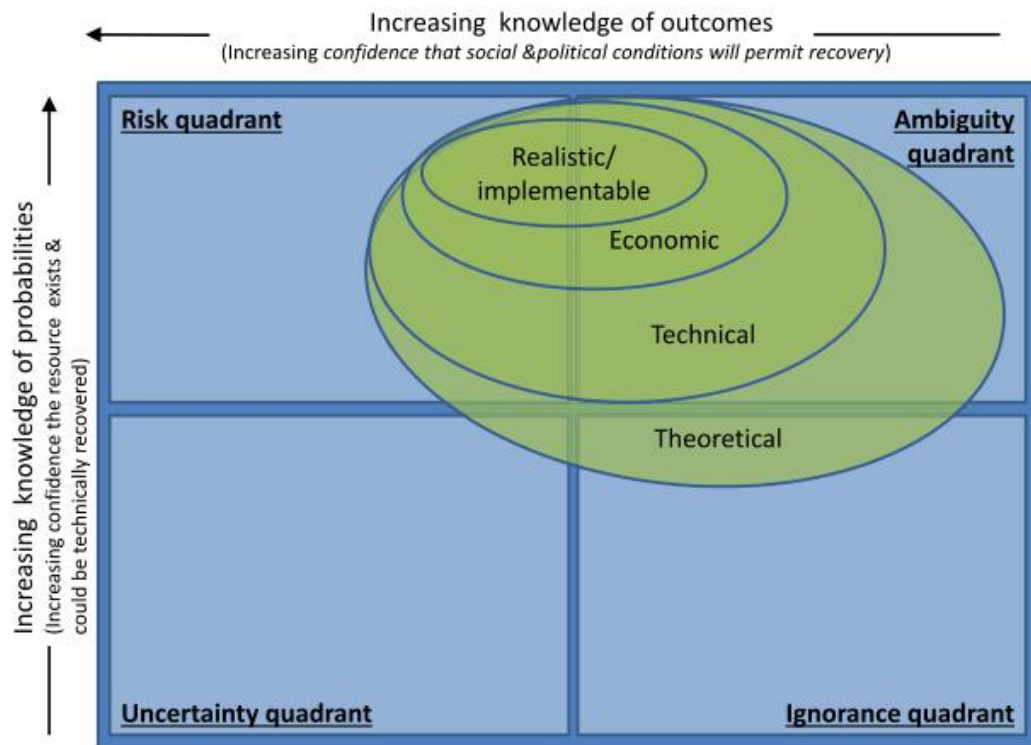 Increasing knowledge of outcomes
(Increasing confidence that social &political conditions will permit recovery)
Increasing knowledge of probabilities
(Increasing confidence the resource exists &
could be technically recovered)
Risk quadrant
Ambiguity
quadrant
Realistic/
implementable
Economic
Technical
Theoretical
Uncertainty quadrant
Ignorance quadrant